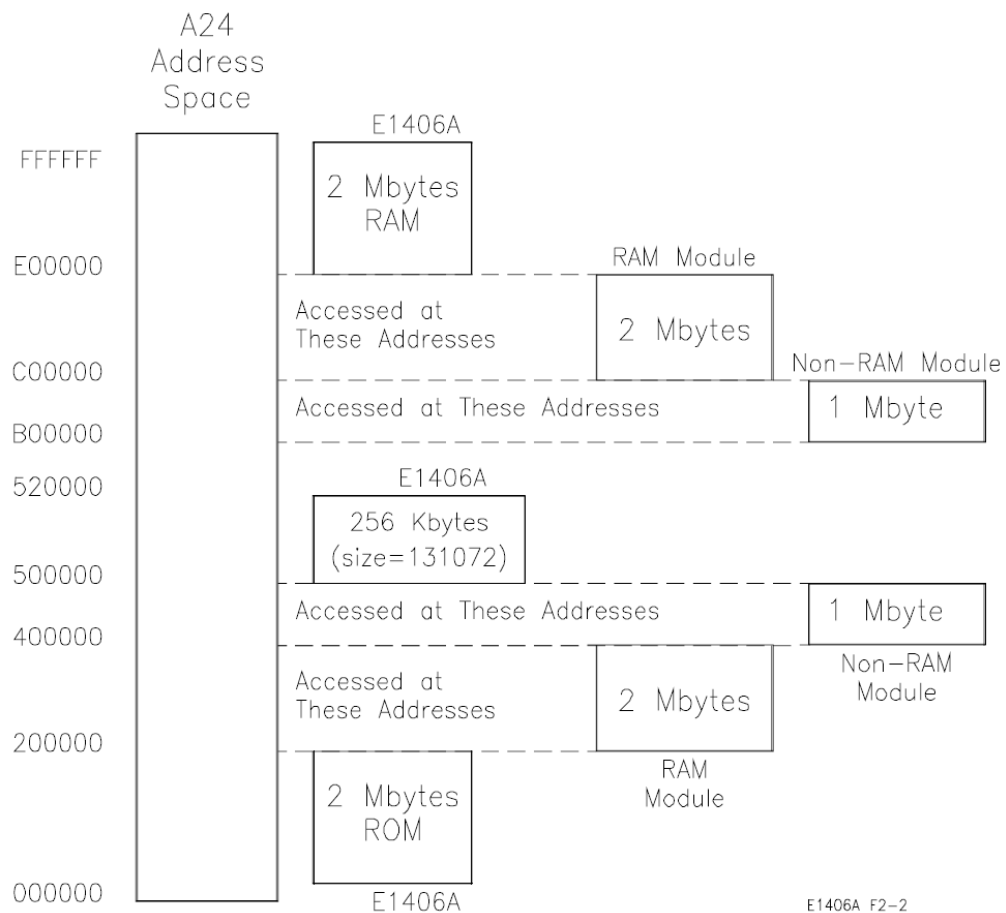 A24
Address
Space
E1406A
FFFFFF
2 Mbytes
RAM
E00000
RAM Module
Accessed at
These Addresses
2 Mbytes
C00000
Non-RAM Module
Accessed at These Addresses
1 Mbyte
B00000
520000
E1406A
256 Kbytes
(size=131072)
500000
Accessed at These Addresses
1 Mbyte
400000
Non-RAM
Module
Accessed at
These Addresses
2 Mbytes
200000
RAM
Module
2 Mbytes
ROM
000000
E1406A
E1406A F2-2